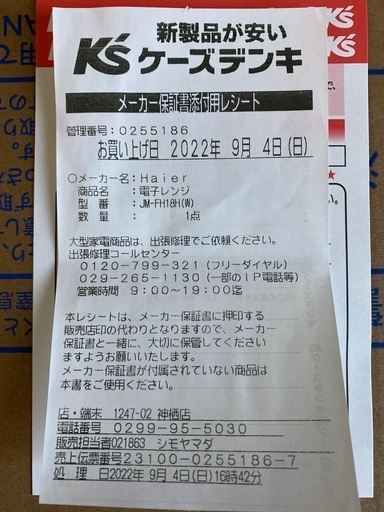 新製品が安い
K'S ケーズデンキ
メーカー保証書添付用レシート
管理番号:0255186
お買い上げ日 2022年 9月 4日(日)
○メーカー名:Haier
商品名:電子レンジ
型番:JM-FH18H(W)
数量:1点
大型家電商品は、出張修理でご依頼ください。
出張修理コールセンター
0120-799-321(フリーダイヤル)
029-265-1130(一部のIP電話等)
営業時間 9:00~19:00迄
本レシートは、メーカー保証書に押印する
販売店印の代わりとなりますので、メーカー
保証書と一緒に、大切に保管してください
ますようお願いいたします。
メーカー保証書が付属されていない商品は
本書をご使用ください。
店・端末 1247-02 神栖店
電話番号 0299-95-5030
販売担当者021863 シモヤマダ
売上伝票番号23100-0255186-7
処理日2022年 9月 4日(日)16時42分